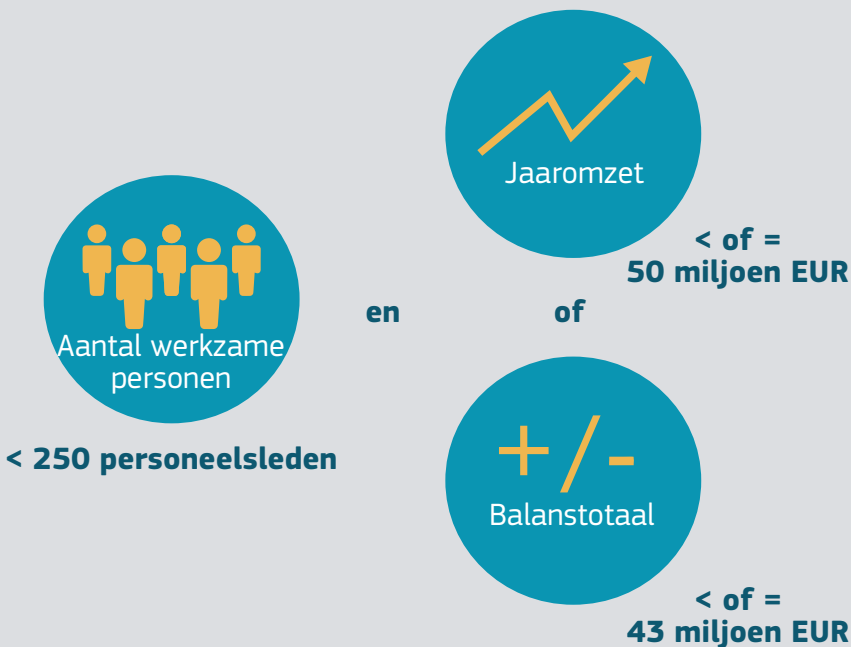 Jaaromzet
< of =
50 miljoen EUR
Aantal werkzame
personen
< 250 personeelsleden
en
of
+/-
Balanstotaal
< of =
43 miljoen EUR